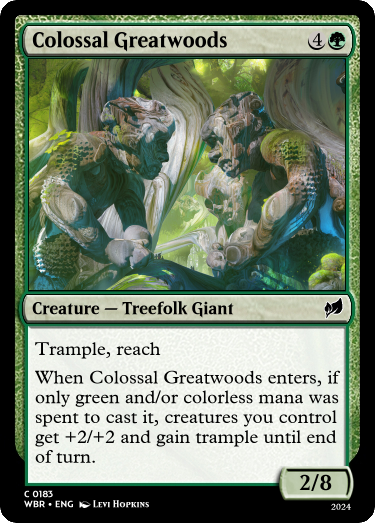 Colossal Greatwoods 4
Creature — Treefolk Giant
Trample, reach
When Colossal Greatwoods enters, if
only green and/or colorless mana was
spent to cast it, creatures you control
get +2/+2 and gain trample until end
of turn.
2/8
C 0183
WBR • ENG Levi Hopkins
2024